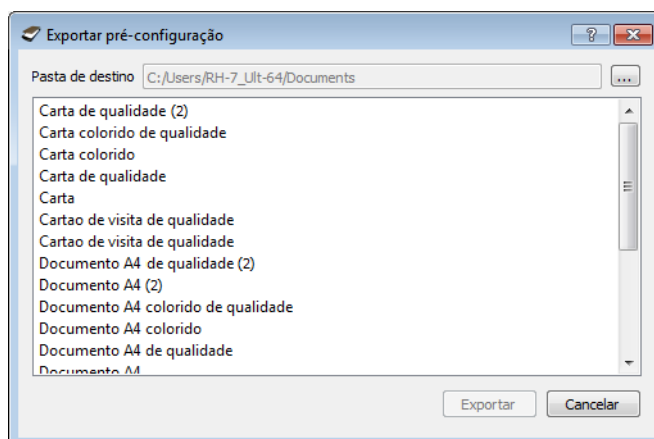 Exportar pré-configuração
Pasta de destino C:/Users/RH-7_Ult-64/Documents ...
Carta de qualidade (2)
Carta colorido de qualidade
Carta colorido
Carta de qualidade
Carta
Cartao de visita de qualidade
Cartao de visita de qualidade
Documento A4 de qualidade (2)
Documento A4 (2)
Documento A4 colorido de qualidade
Documento A4 colorido
Documento A4 de qualidade
Documento A4
Exportar Cancelar